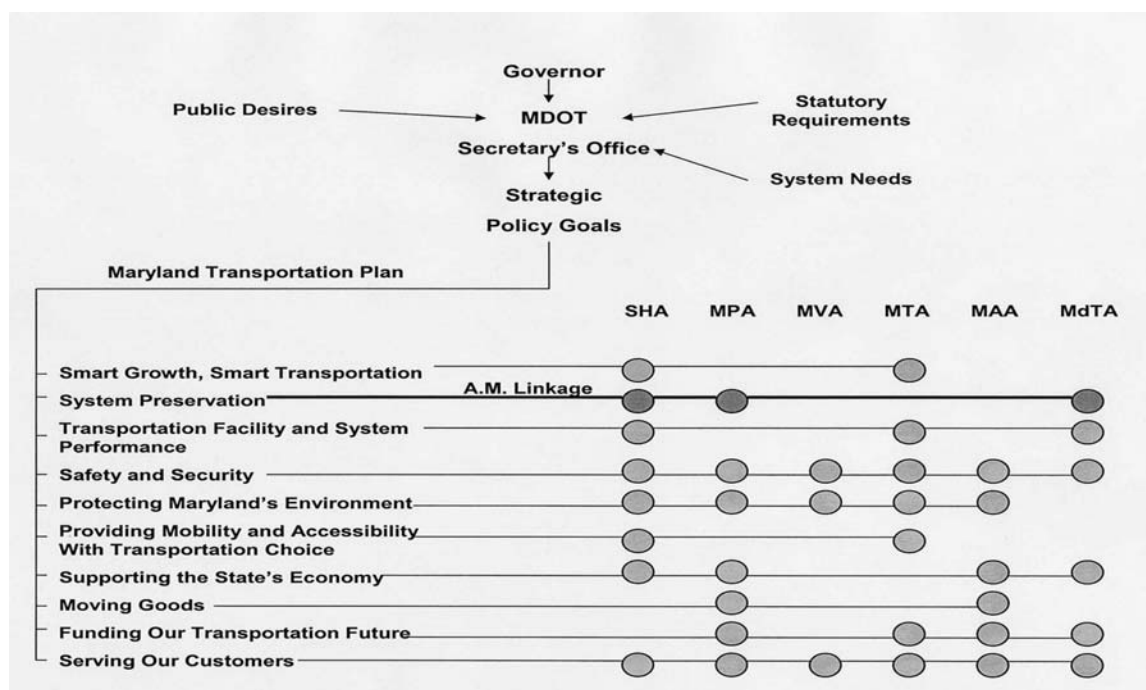 Governor
Public Desires
MDOT
Statutory
Requirements
Secretary's Office
System Needs
Strategic
Policy Goals
Maryland Transportation Plan
SHA MPA MVA MTA MAA MdTA
Smart Growth, Smart Transportation
A.M. Linkage
System Preservation
Transportation Facility and System
Performance
Safety and Security
Protecting Maryland's Environment
Providing Mobility and Accessibility
With Transportation Choice
Supporting the State's Economy
Moving Goods
Funding Our Transportation Future
Serving Our Customers